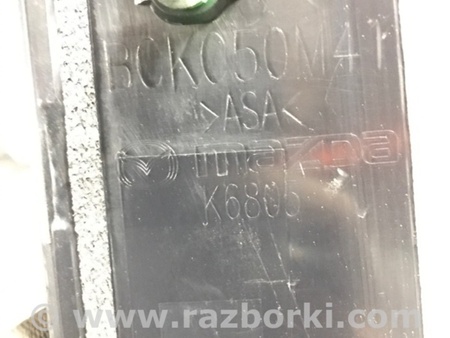 BCKC50M41
>ASA<
mazda
K6805
www.razborki.com